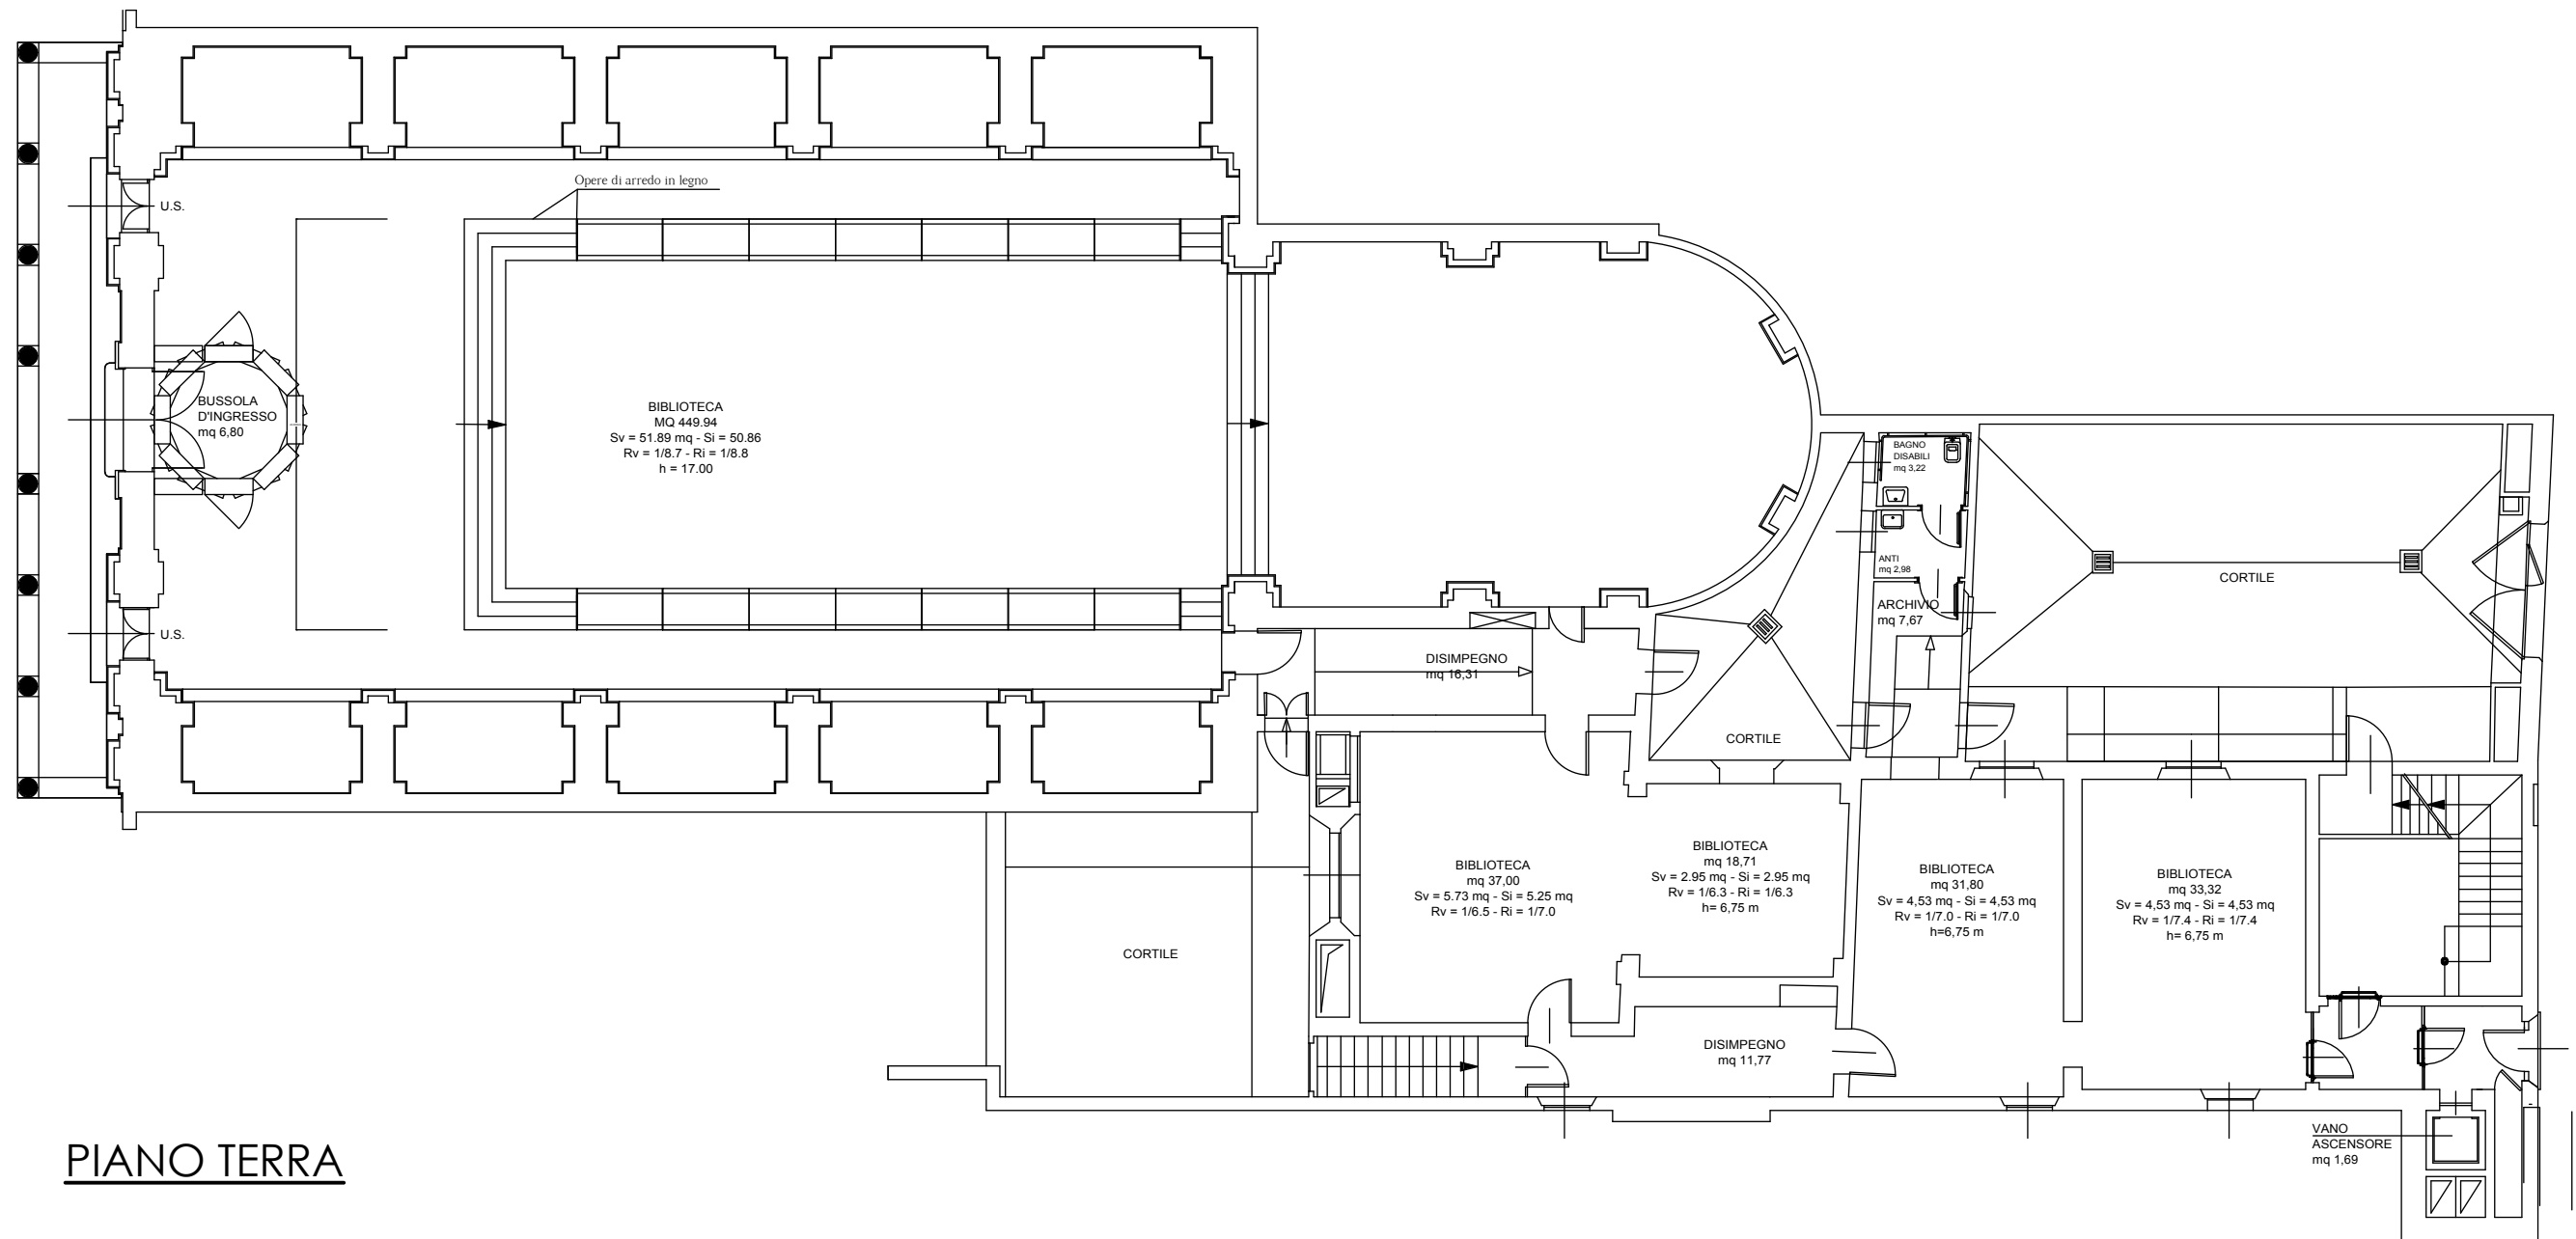 Opere di arredo in legno
U.S.
BUSSOLA
D'INGRESSO
mq 6,80
BIBLIOTECA
MQ 449.94
Sv = 51.89 mq - Si = 50.86
Rv = 1/8.7 - Ri = 1/8.8
h = 17.00
U.S.
BAGNO
DISABILI
mq 3,22
ANTI
mq 2,98
ARCHIVIO
mq 7,67
CORTILE
DISIMPEGNO
mq 16,31
CORTILE
BIBLIOTECA
mq 37,00
Sv = 5.73 mq - Si = 5.25 mq
Rv = 1/6.5 - Ri = 1/7.0
BIBLIOTECA
mq 18,71
Sv = 2.95 mq - Si = 2.95 mq
Rv = 1/6.3 - Ri = 1/6.3
h= 6,75 m
BIBLIOTECA
mq 31,80
Sv = 4,53 mq - Si = 4,53 mq
Rv = 1/7.0 - Ri = 1/7.0
h=6,75 m
BIBLIOTECA
mq 33,32
Sv = 4,53 mq - Si = 4,53 mq
Rv = 1/7.4 - Ri = 1/7.4
h= 6,75 m
CORTILE
DISIMPEGNO
mq 11,77
VANO
ASCENSORE
mq 1,69
PIANO TERRA